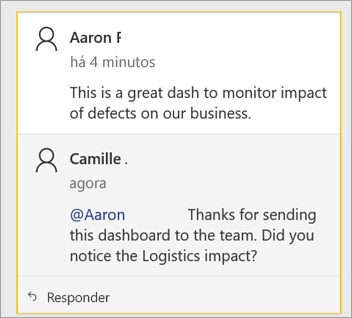 Aaron F
há 4 minutos
This is a great dash to monitor impact
of defects on our business.
Camille .
agora
@Aaron Thanks for sending
this dashboard to the team. Did you
notice the Logistics impact?
Responder